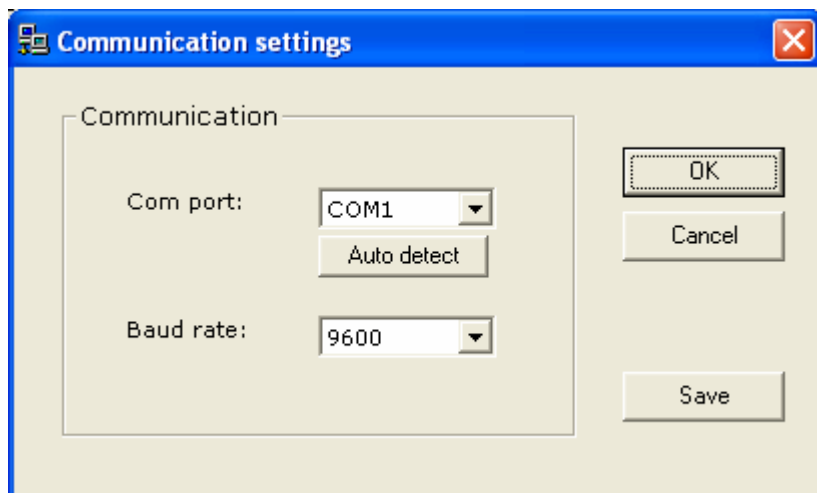 Communication settings
Communication
Com port:
COM1
Auto detect
Baud rate:
9600
OK
Cancel
Save